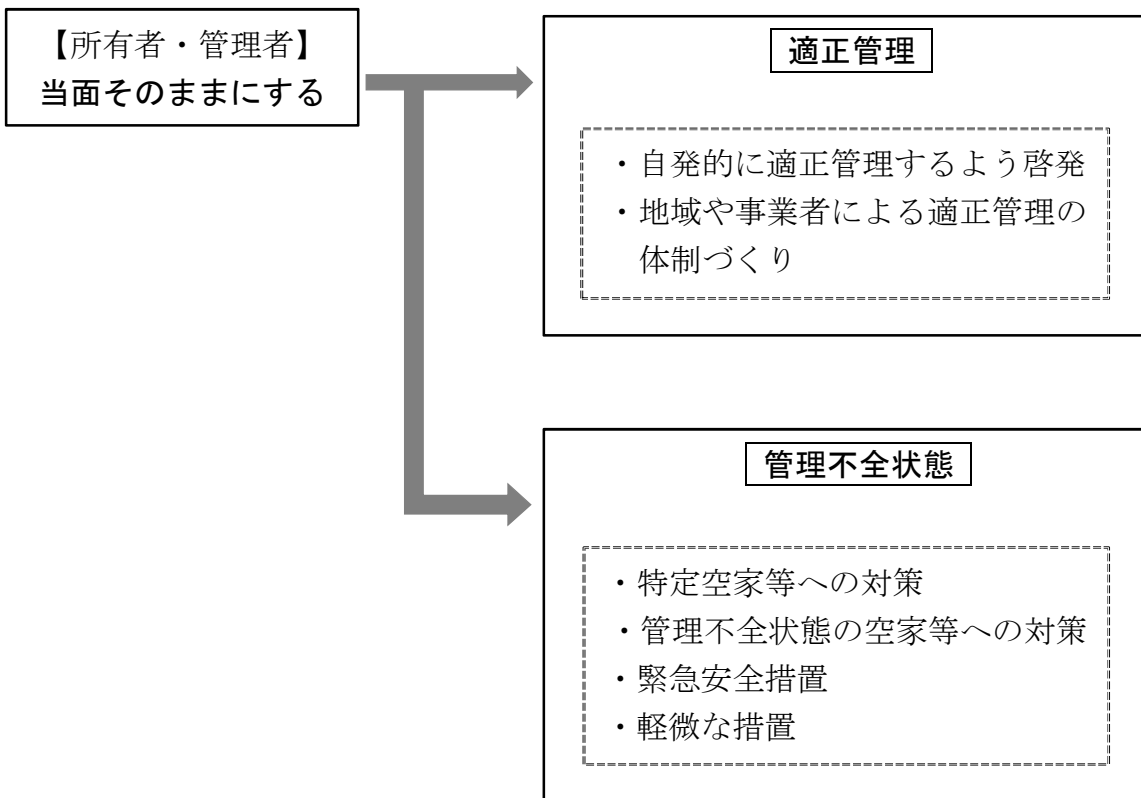 【所有者・管理者】
当面そのままにする
適正管理
・自発的に適正管理するよう啓発
・地域や事業者による適正管理の
体制づくり
管理不全状態
・特定空家等への対策
・管理不全状態の空家等への対策
・緊急安全措置
・軽微な措置